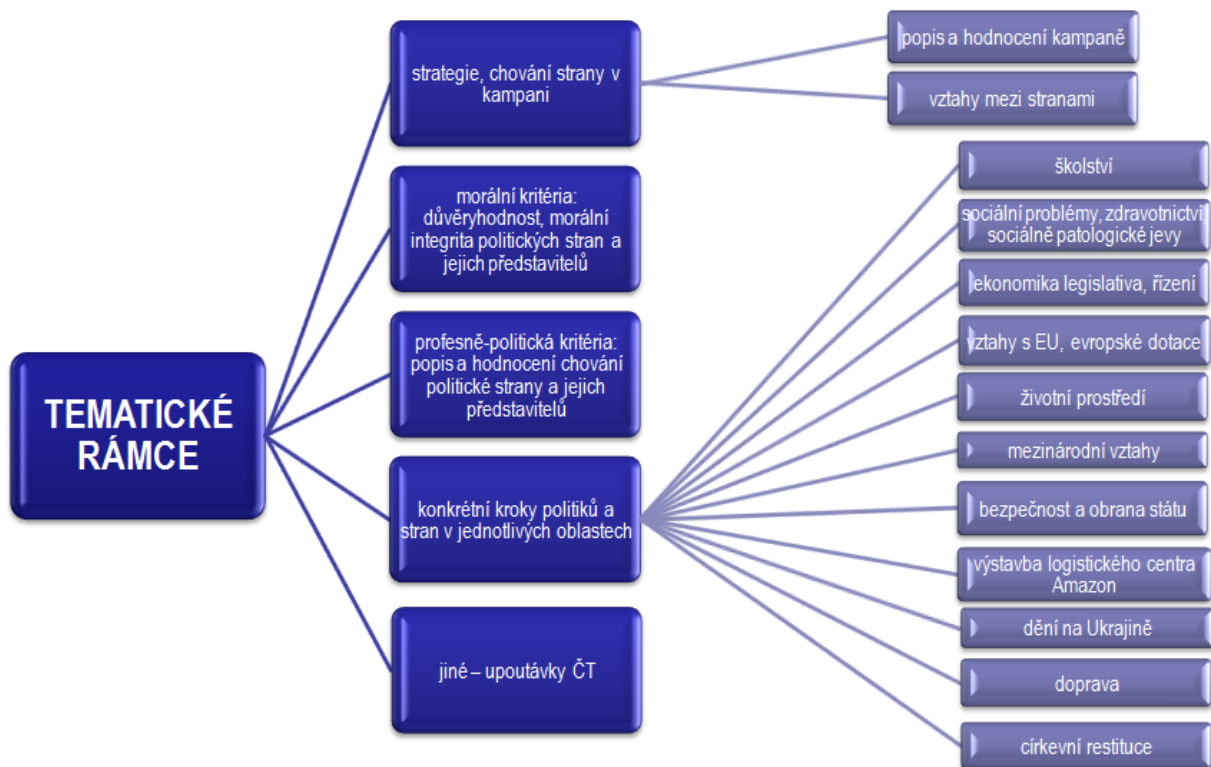 TEMATICKÉ
RÁMCE
strategie, chování strany v
kampani
popis a hodnocení kampaně
vztahy mezi stranami
morální kritéria:
důvěryhodnost, morální
integrita politických stran a
jejich představitelů
profesně-politická kritéria:
popis a hodnocení chování
politické strany a jejich
představitelů
konkrétní kroky politiků a
stran v jednotlivých oblastech
školství
sociální problémy, zdravotnictví,
sociálně patologické jevy
ekonomika legislativa, řízení
vztahy s EU, evropské dotace
životní prostředí
mezinárodní vztahy
bezpečnost a obrana státu
výstavba logistického centra
Amazon
dění na Ukrajině
doprava
církevní restituce
jiné – upoutávky ČT